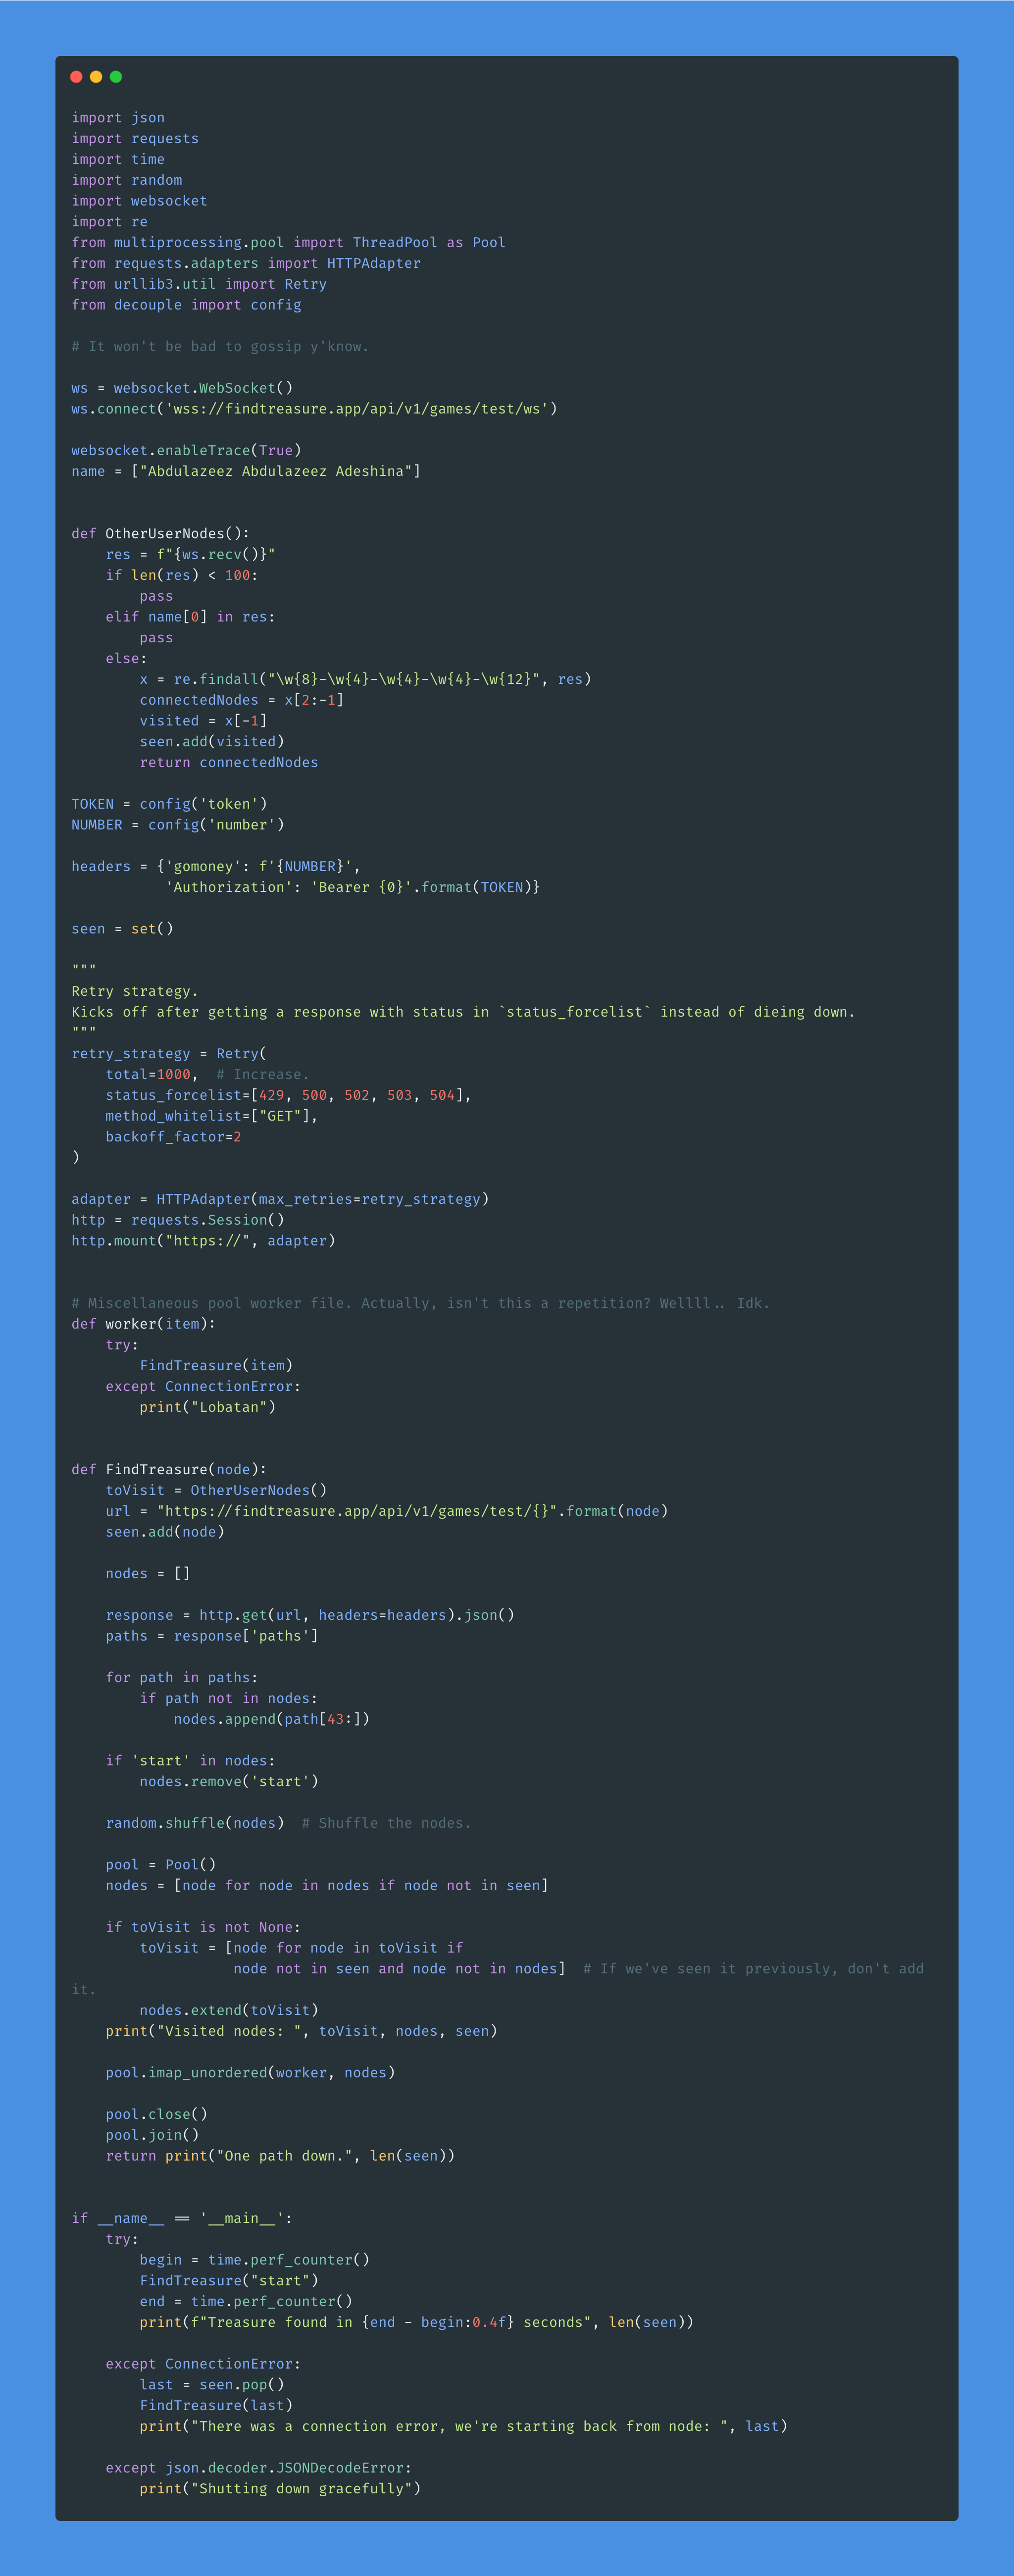 import json
import requests
import time
import random
import websocket
import re
from multiprocessing.pool import ThreadPool as Pool
from requests.adapters import HTTPAdapter
from urllib3.util import Retry
from decouple import config

# It won't be bad to gossip y'know.

ws = websocket.WebSocket()
ws.connect('wss://findtreasure.app/api/v1/games/test/ws')

websocket.enableTrace(True)
name = ["Abdulazeez Abdulazeez Adeshina"]


def OtherUserNodes():
    res = f"{ws.recv()}"
    if len(res) < 100:
        pass
    elif name[0] in res:
        pass
    else:
        x = re.findall("\w{8}-\w{4}-\w{4}-\w{4}-\w{12}", res)
        connectedNodes = x[2:-1]
        visited = x[-1]
        seen.add(visited)
        return connectedNodes

TOKEN = config('token')
NUMBER = config('number')

headers = {'gomoney': f'{NUMBER}',
           'Authorization': 'Bearer {0}'.format(TOKEN)}

seen = set()

"""
Retry strategy.
Kicks off after getting a response with status in `status_forcelist` instead of dieing down.
"""
retry_strategy = Retry(
    total=1000,  # Increase.
    status_forcelist=[429, 500, 502, 503, 504],
    method_whitelist=["GET"],
    backoff_factor=2
)

adapter = HTTPAdapter(max_retries=retry_strategy)
http = requests.Session()
http.mount("https://", adapter)


# Miscellaneous pool worker file. Actually, isn't this a repetition? Wellll.. Idk.
def worker(item):
    try:
        FindTreasure(item)
    except ConnectionError:
        print("Lobatan")


def FindTreasure(node):
    toVisit = OtherUserNodes()
    url = "https://findtreasure.app/api/v1/games/test/{}".format(node)
    seen.add(node)

    nodes = []

    response = http.get(url, headers=headers).json()
    paths = response['paths']

    for path in paths:
        if path not in nodes:
            nodes.append(path[43:])

    if 'start' in nodes:
        nodes.remove('start')

    random.shuffle(nodes)  # Shuffle the nodes.

    pool = Pool()
    nodes = [node for node in nodes if node not in seen]

    if toVisit is not None:
        toVisit = [node for node in toVisit if
                   node not in seen and node not in nodes]  # If we've seen it previously, don't add
it.
        nodes.extend(toVisit)
    print("Visited nodes: ", toVisit, nodes, seen)

    pool.imap_unordered(worker, nodes)

    pool.close()
    pool.join()
    return print("One path down.", len(seen))


if __name__ == '__main__':
    try:
        begin = time.perf_counter()
        FindTreasure("start")
        end = time.perf_counter()
        print(f"Treasure found in {end - begin:0.4f} seconds", len(seen))

    except ConnectionError:
        last = seen.pop()
        FindTreasure(last)
        print("There was a connection error, we're starting back from node: ", last)

    except json.decoder.JSONDecodeError:
        print("Shutting down gracefully")